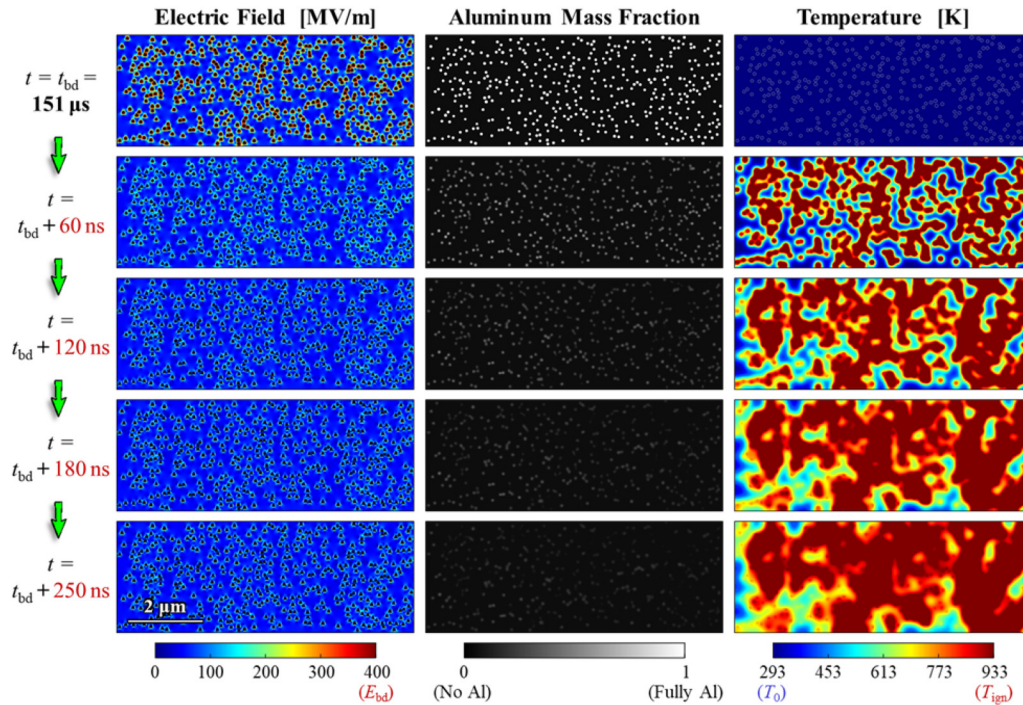 Electric Field [MV/m]
Aluminum Mass Fraction
Temperature [K]
t = tbd =
151 μs
t =
tbd + 60 ns
t =
tbd + 120 ns
t =
tbd + 180 ns
t =
tbd + 250 ns
2 μm
0 100 200 300 400
(Ebd)
0 1
(No Al) (Fully Al)
293 453 613 773 933
(T0) (Tign)